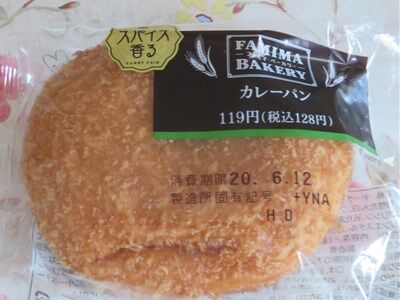 スパイス
香る
CURRY FAIR
FAMIMA
ファミマ・ベーカリー
BAKERY
カレーパン
119円(税込128円)
消費期限20.6.12
製造所固有記号 +YNA
HD